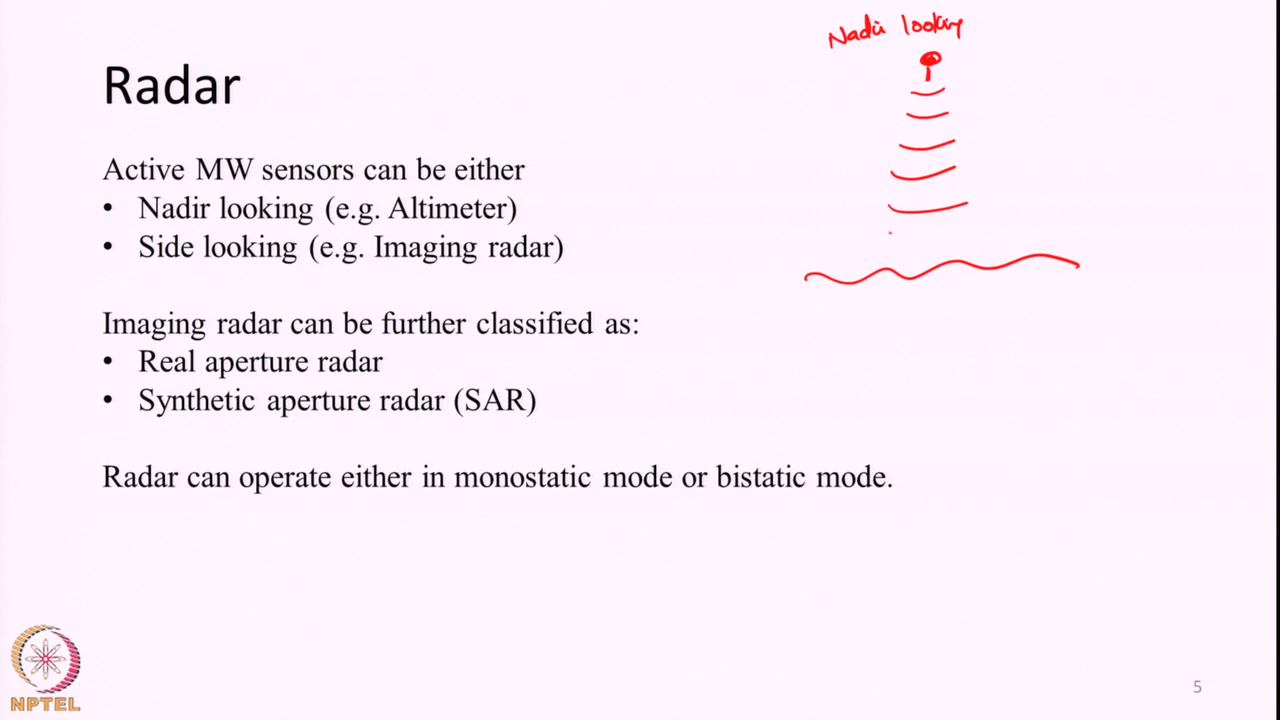 Nadir looking
Radar
Active MW sensors can be either
• Nadir looking (e.g. Altimeter)
• Side looking (e.g. Imaging radar)
Imaging radar can be further classified as:
• Real aperture radar
• Synthetic aperture radar (SAR)
Radar can operate either in monostatic mode or bistatic mode.
NPTEL
5